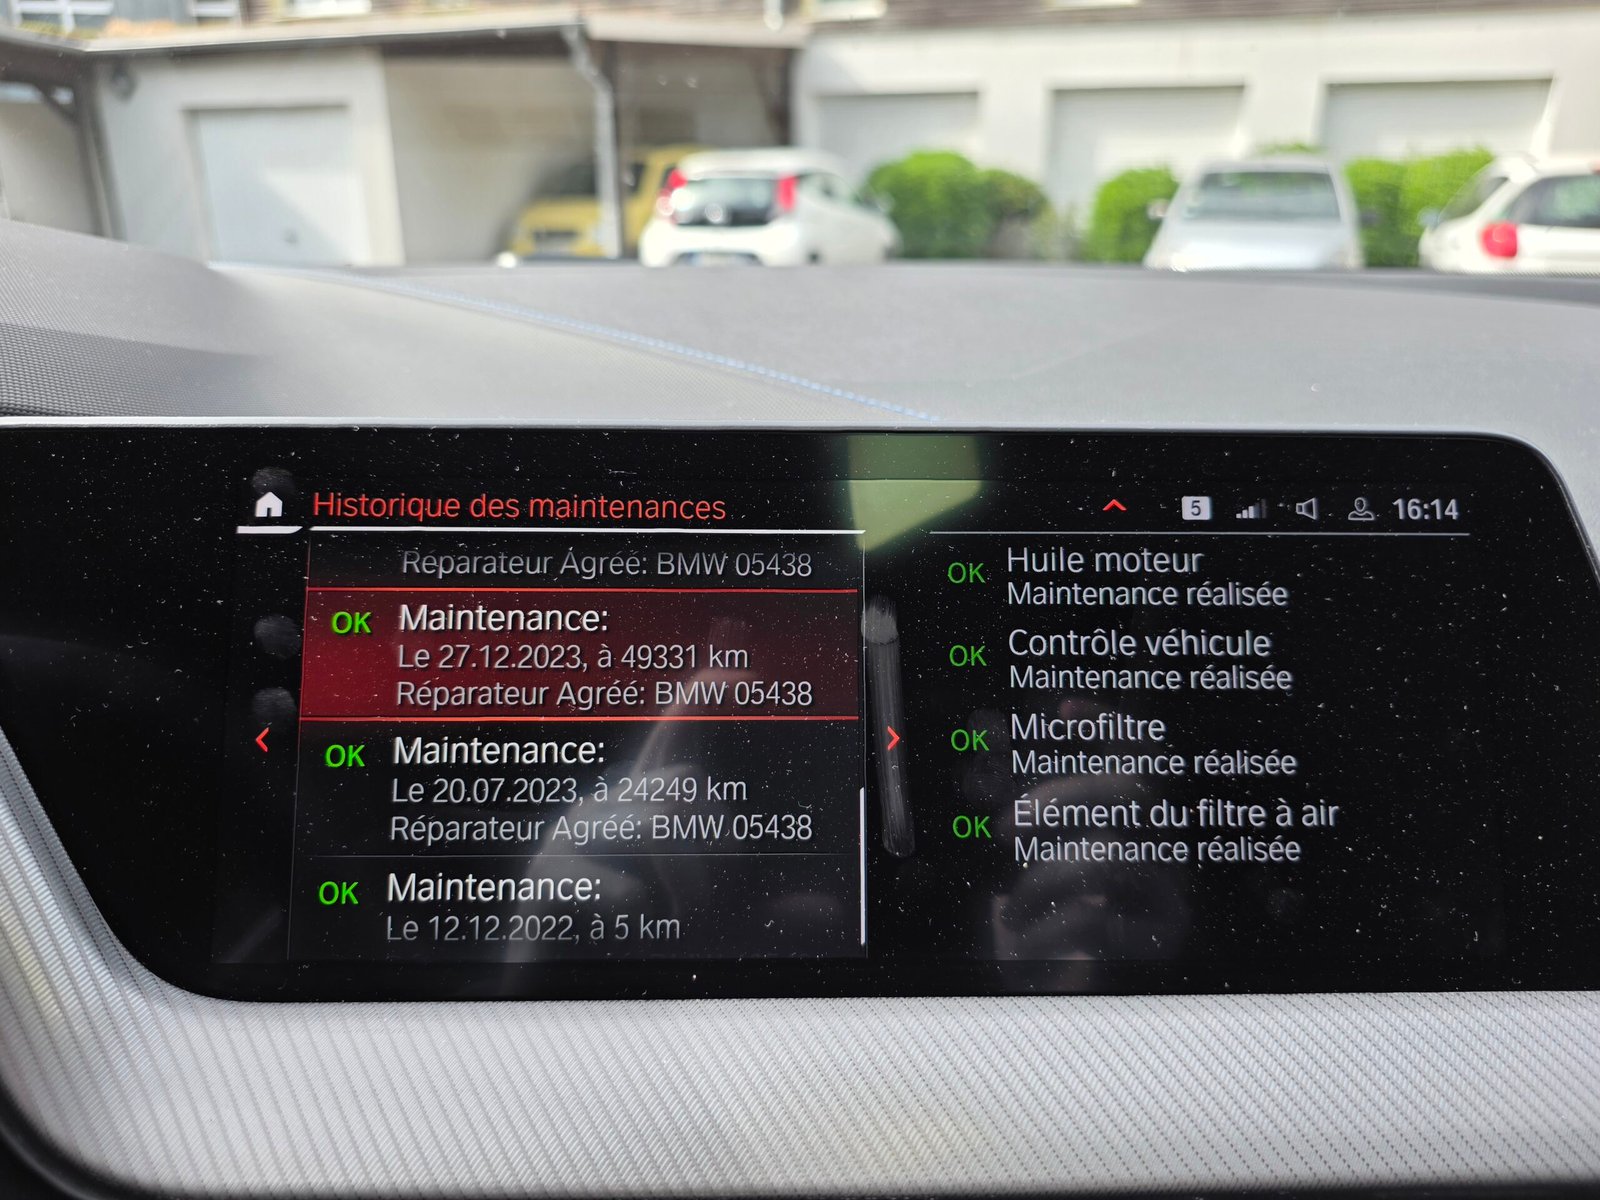 Historique des maintenances
5
16:14
Réparateur Agréé: BMW 05438
OK
Maintenance:
Le 27.12.2023, à 49331 km
Réparateur Agréé: BMW 05438
OK
Maintenance:
Le 20.07.2023, à 24249 km
Réparateur Agréé: BMW 05438
OK
Maintenance:
Le 12.12.2022, à 5 km
OK
Huile moteur
Maintenance réalisée
OK
Contrôle véhicule
Maintenance réalisée
OK
Microfiltre
Maintenance réalisée
OK
Élément du filtre à air
Maintenance réalisée